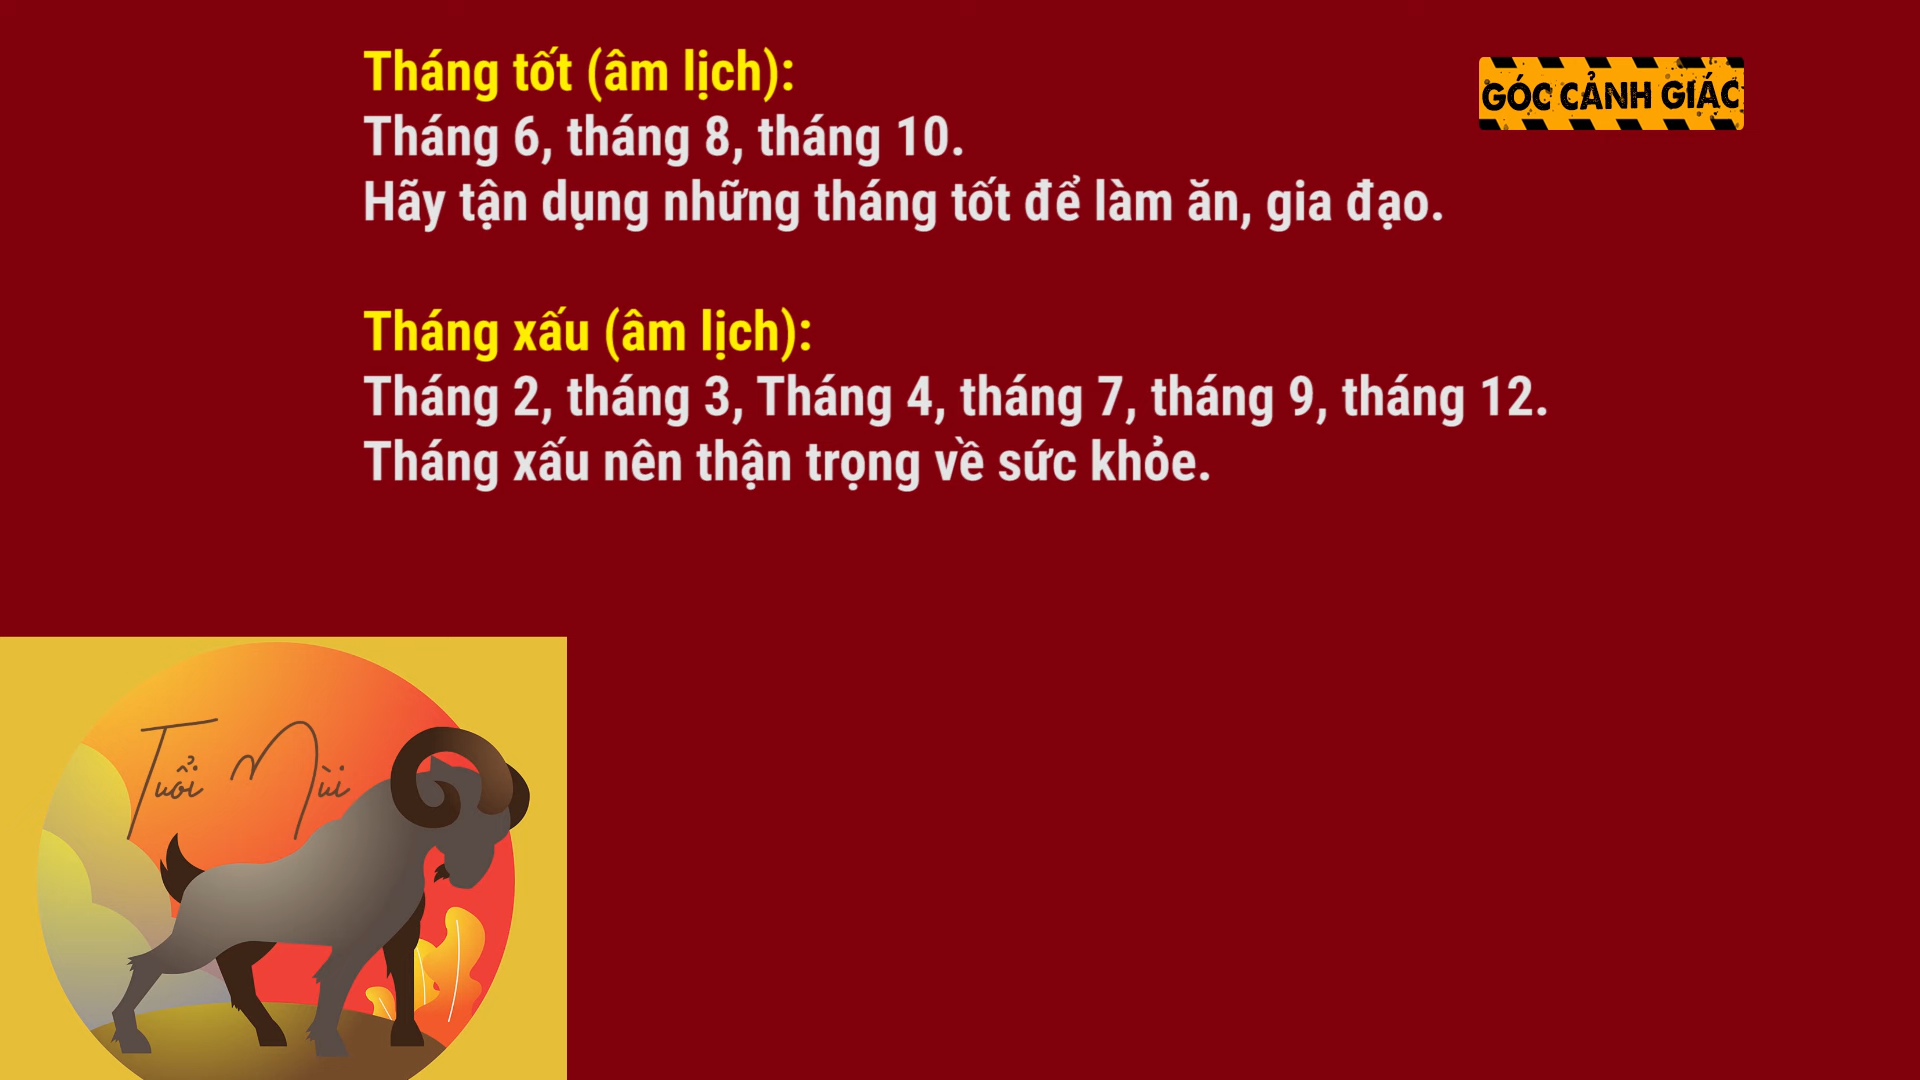 Tháng tốt (âm lịch):
GÓC CẢNH GIÁC
Tháng 6, tháng 8, tháng 10.
Hãy tận dụng những tháng tốt để làm ăn, gia đạo.
Tháng xấu (âm lịch):
Tháng 2, tháng 3, Tháng 4, tháng 7, tháng 9, tháng 12.
Tháng xấu nên thận trọng về sức khỏe.
Tuổi Mùi